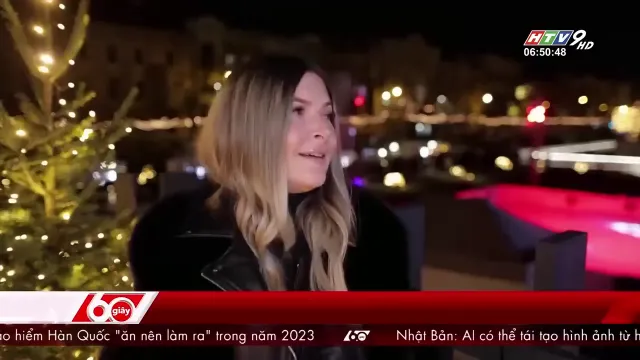 HTV9 HD
06:50:48
60 giây
ảo hiểm Hàn Quốc "ăn nên làm ra" trong năm 2023 60 Nhật Bản: AI có thể tái tạo hình ảnh từ h